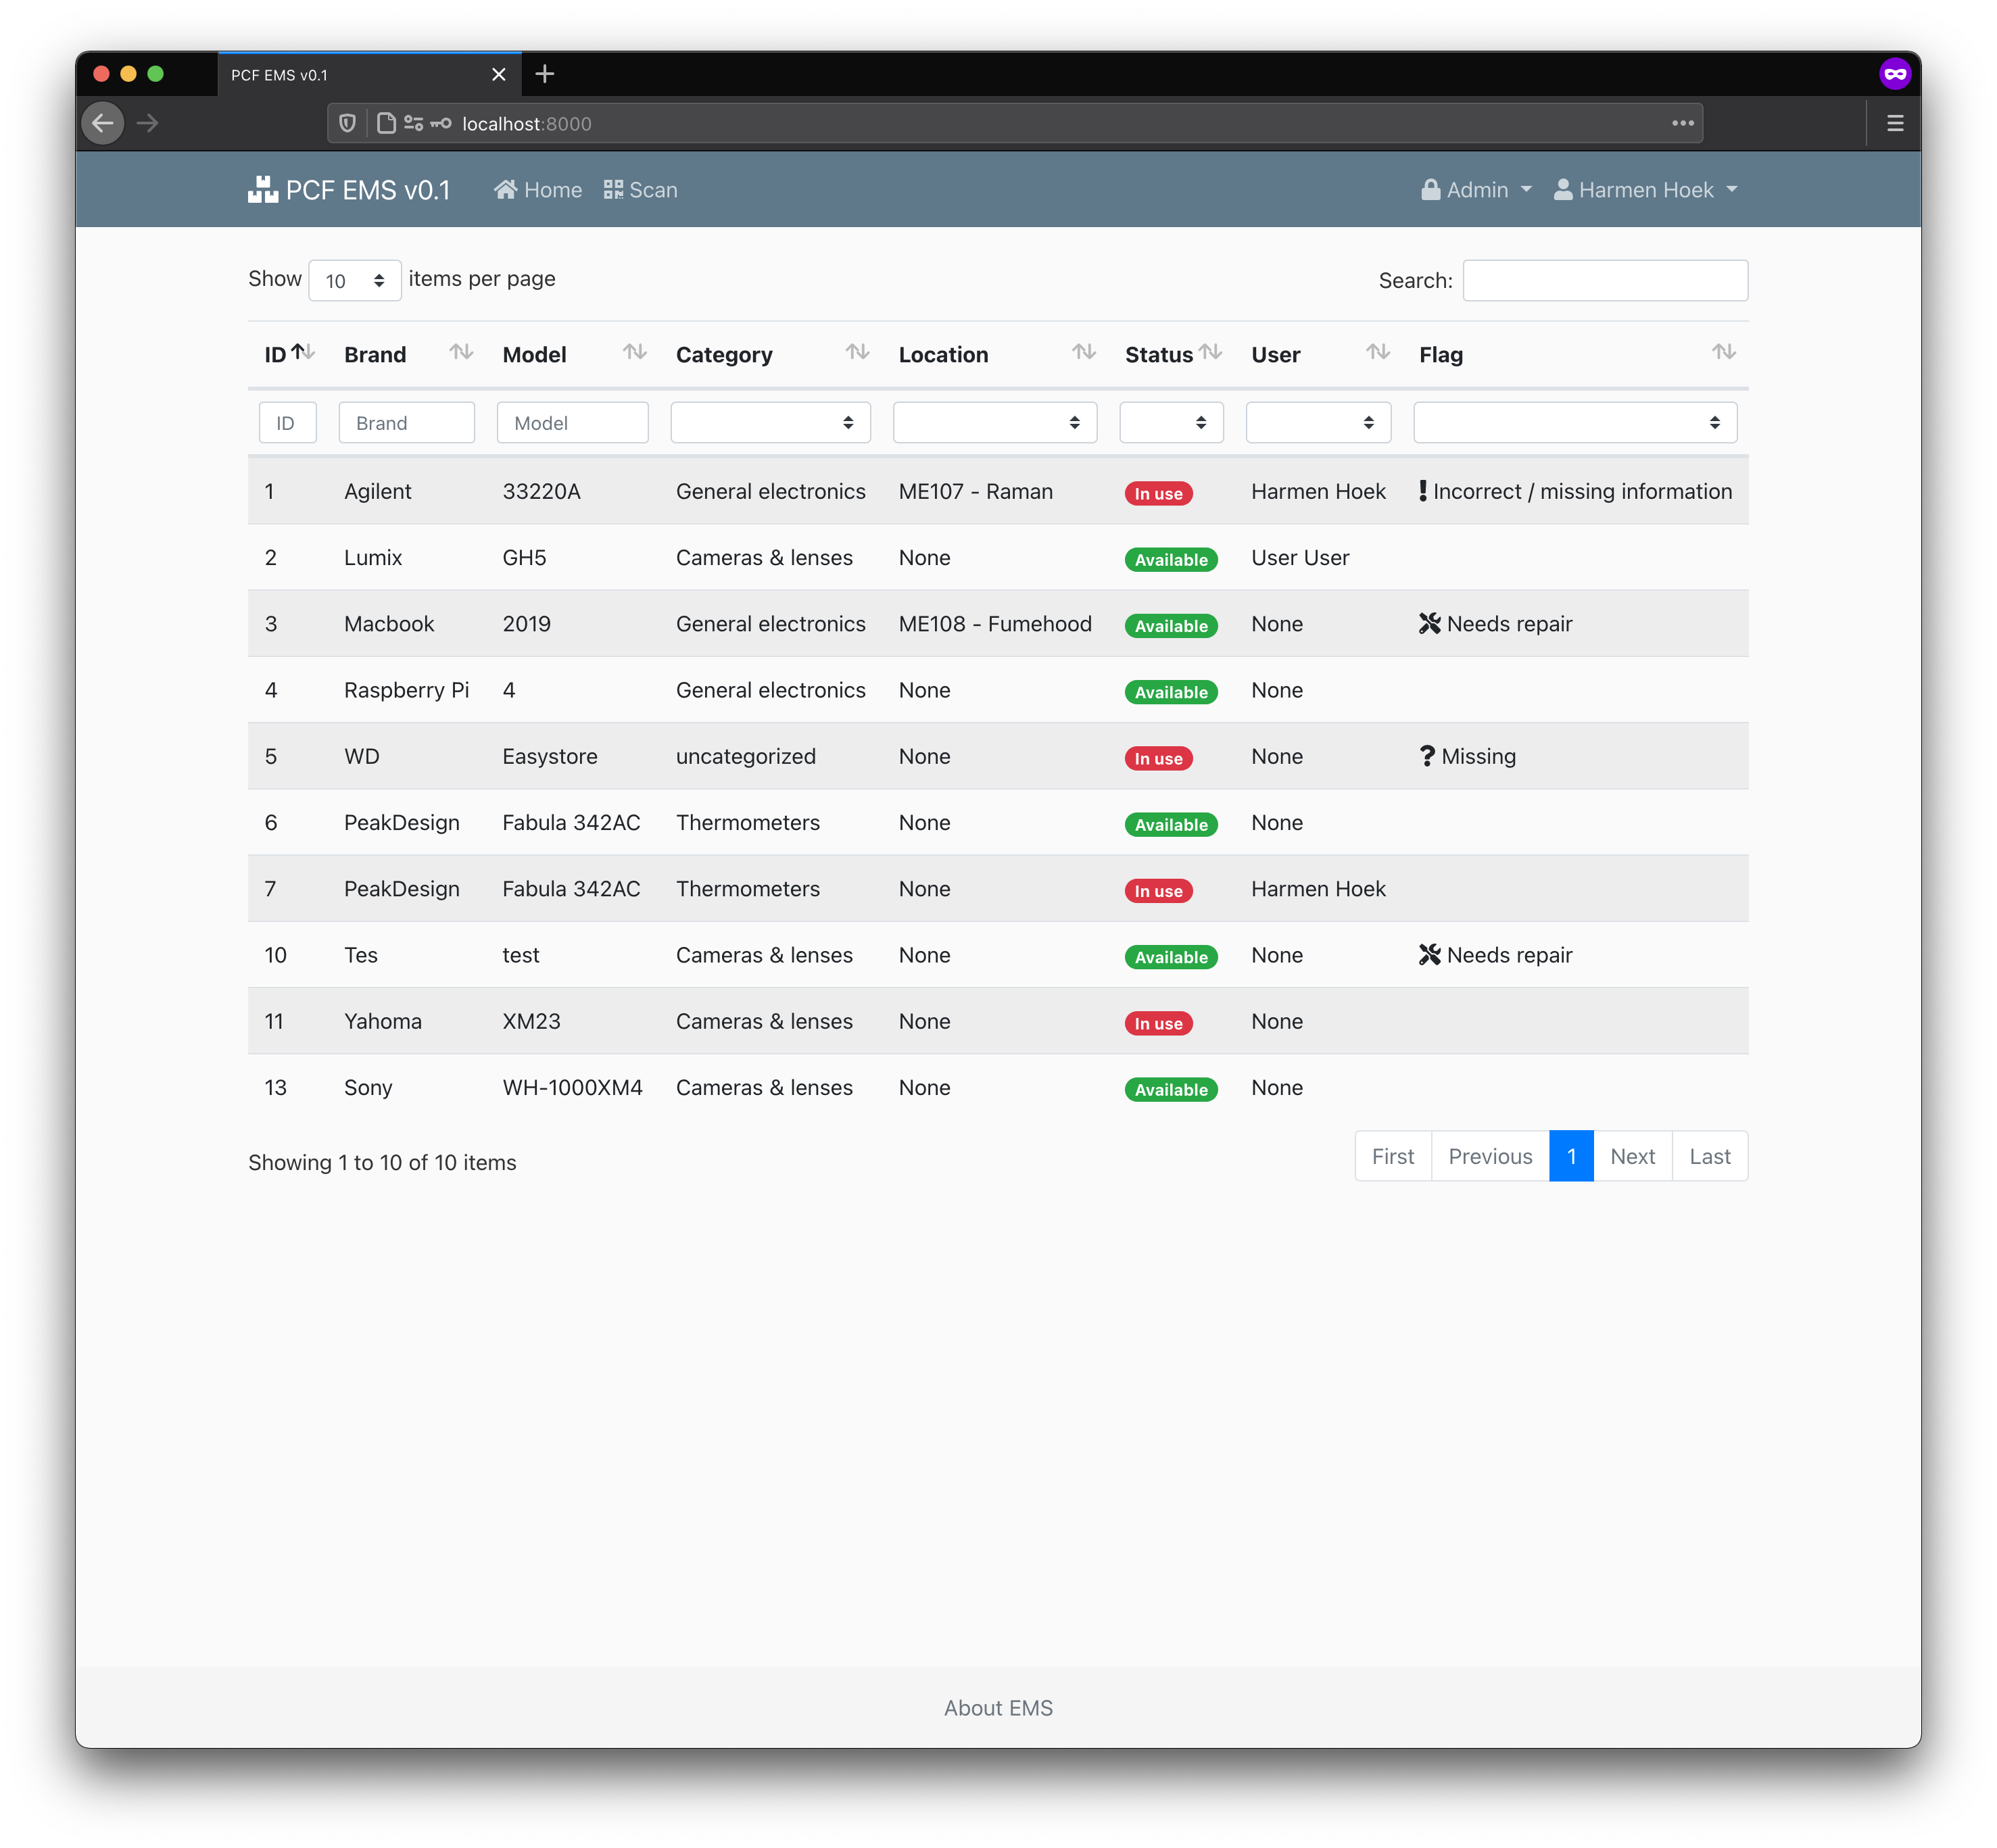 PCF EMS v0.1
localhost:8000
PCF EMS v0.1 Home Scan Admin Harmen Hoek
Show 10 items per page Search:
ID Brand Model Category Location Status User Flag
ID Brand Model
1 Agilent 33220A General electronics ME107 - Raman In use Harmen Hoek Incorrect / missing information
2 Lumix GH5 Cameras & lenses None Available User User
3 Macbook 2019 General electronics ME108 - Fumehood Available None Needs repair
4 Raspberry Pi 4 General electronics None Available None
5 WD Easystore uncategorized None In use None Missing
6 PeakDesign Fabula 342AC Thermometers None Available None
7 PeakDesign Fabula 342AC Thermometers None In use Harmen Hoek
10 Tes test Cameras & lenses None Available None Needs repair
11 Yahoma XM23 Cameras & lenses None In use None
13 Sony WH-1000XM4 Cameras & lenses None Available None
Showing 1 to 10 of 10 items First Previous 1 Next Last
About EMS